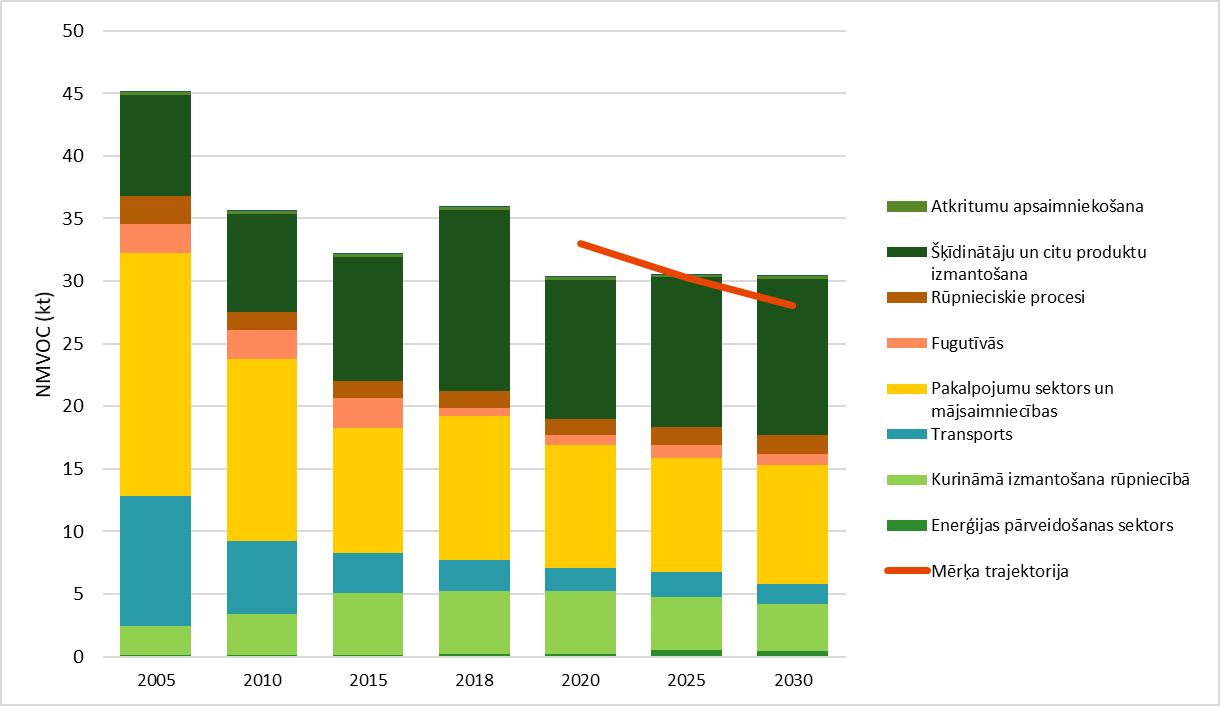 50
45
40
35
30
25
20
15
10
5
0
NMVOC (kt)
2005
2010
2015
2018
2020
2025
2030
Atkritumu apsaimniekošana
Šķīdinātāju un citu produktu
izmantošana
Rūpnieciskie procesi
Fugutīvās
Pakalpojumu sektors un
mājsaimniecības
Transports
Kurināmā izmantošana rūpniecībā
Enerģijas pārveidošanas sektors
Mērķa trajektorija